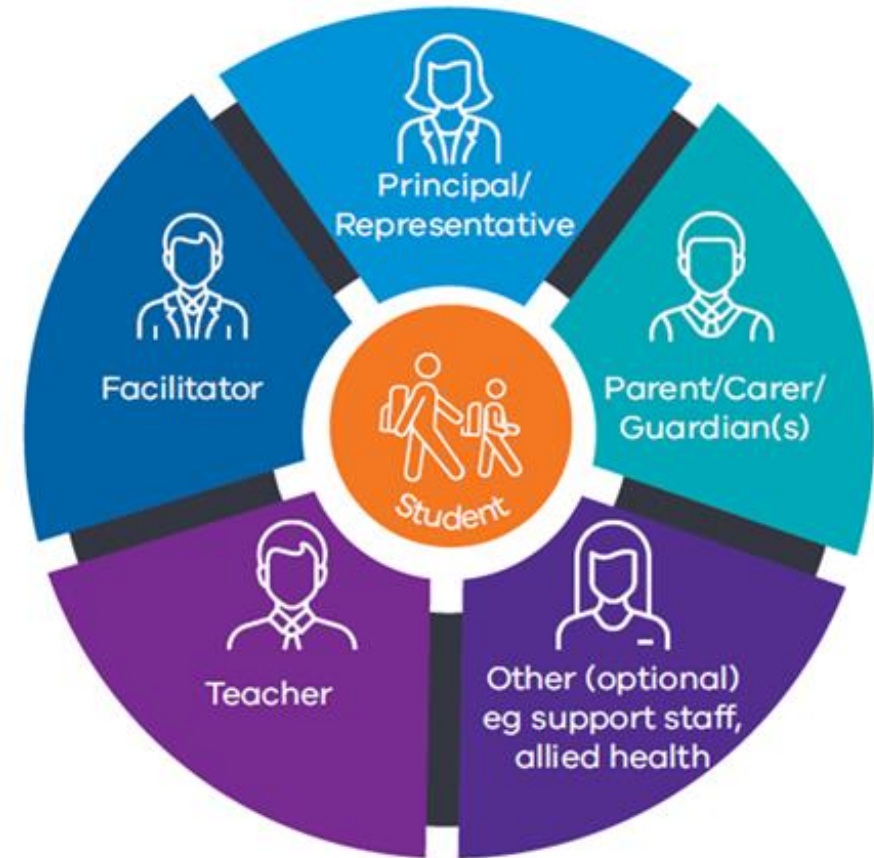 Principal/
Representative
Facilitator
Parent/Carer/
Guardian(s)
Student
Teacher
Other (optional)
eg support staff,
allied health